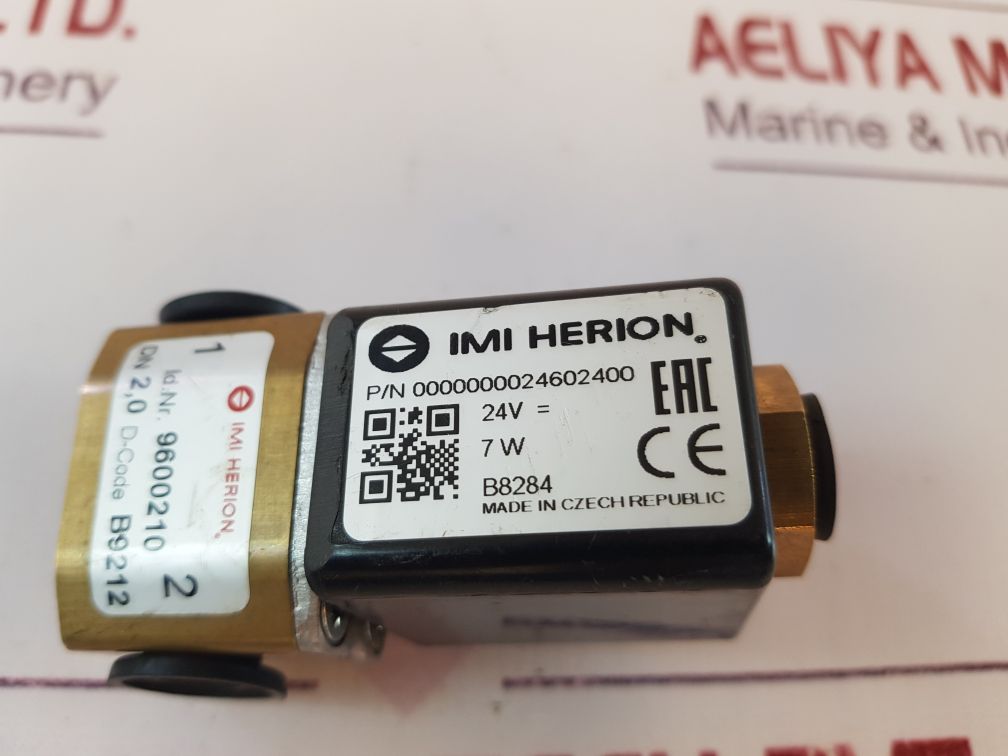 LTD.
AELIYA M
Marine & In
IMI HERION®
P/N 0000000024602400
24V =
7 W
B8284
MADE IN CZECH REPUBLIC
EAC
CE
IMI HERION®
1 2
Id.Nr. 9600210
DN 2,0 D-Code B9212